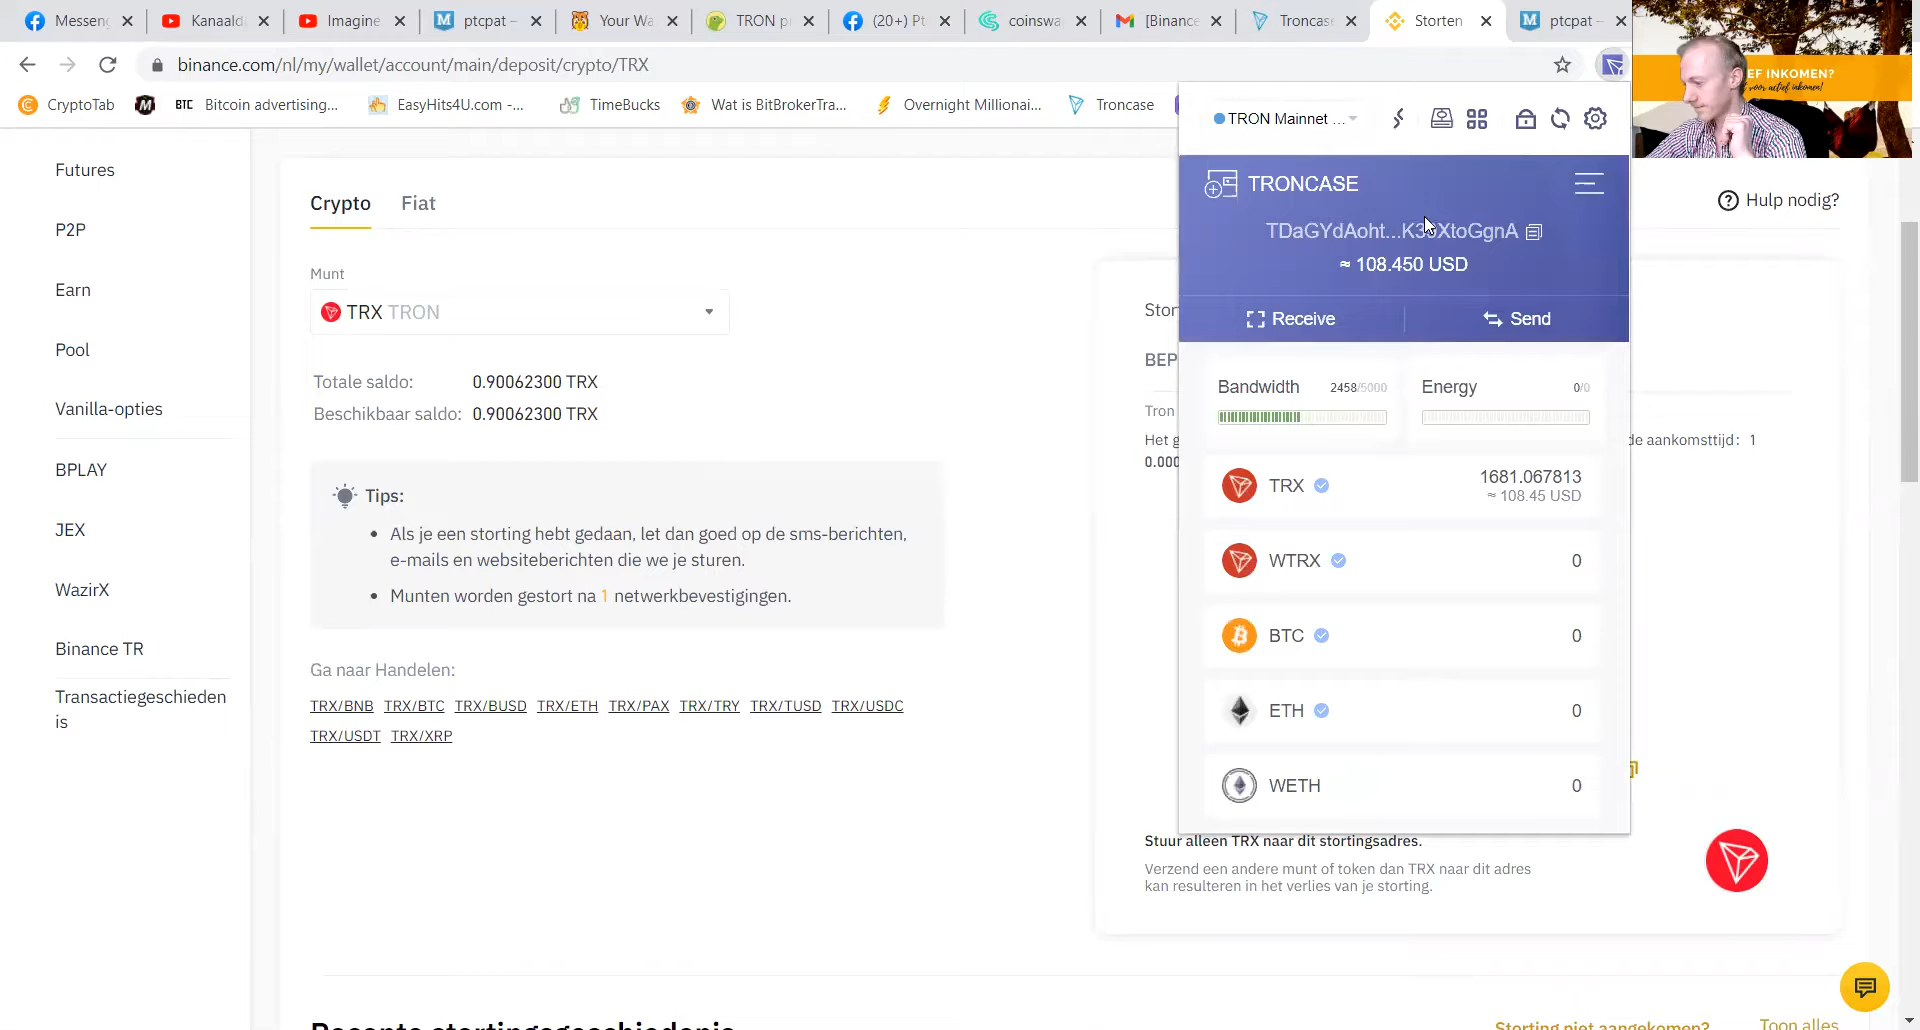 Messen
Kanaald
Imagine
ptcpat –
Your Wa
TRON p
(20+) Pt
coinswa
[Binance
Troncase
Storten
ptcpat –
binance.com/nl/my/wallet/account/main/deposit/crypto/TRX
CryptoTab
BTC Bitcoin advertising...
EasyHits4U.com -...
TimeBucks
Wat is BitBrokerTra...
Overnight Millionai...
Troncase
EF INKOMEN?
voor actief inkomen!
TRON Mainnet ...
TRONCASE
≈ 108.450 USD
Receive
Send
Bandwidth 2458/5000
Energy 0/0
TRX 1681.067813
≈ 108.45 USD
WTRX 0
BTC 0
ETH 0
WETH 0
Futures
P2P
Earn
Pool
Vanilla-opties
BPLAY
JEX
WazirX
Binance TR
Transactiegeschieden
is
Crypto Fiat
Hulp nodig?
Munt
TRX TRON
Totale saldo: 0.90062300 TRX
Beschikbaar saldo: 0.90062300 TRX
Tips:
• Als je een storting hebt gedaan, let dan goed op de sms-berichten,
e-mails en websiteberichten die we je sturen.
• Munten worden gestort na 1 netwerkbevestigingen.
Ga naar Handelen:
TRX/BNB TRX/BTC TRX/BUSD TRX/ETH TRX/PAX TRX/TRY TRX/TUSD TRX/USDC
TRX/USDT TRX/XRP
Stor
BEP
Tron
Het g
de aankomsttijd: 1
0.000
Stuur alleen TRX naar dit stortingsadres.
Verzend een andere munt of token dan TRX naar dit adres
kan resulteren in het verlies van je storting.
Recente stortingsgeschiedenis
Storting niet aangekomen?
Toon alles